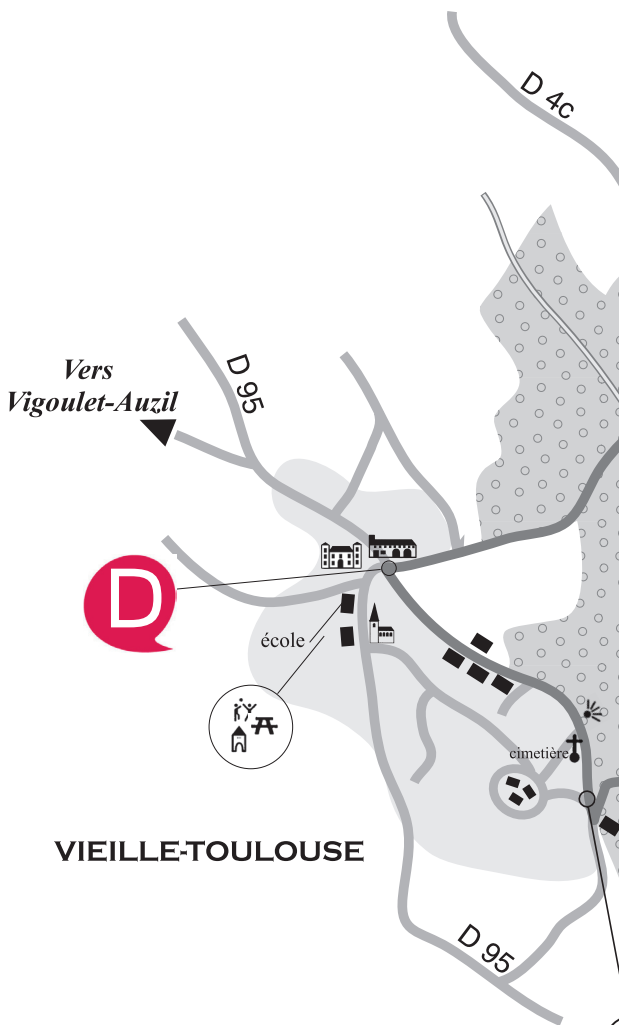 D 4c
D 95
Vers
Vigoulet-Auzil
D
école
cimetière
VIEILLE-TOULOUSE
D 95